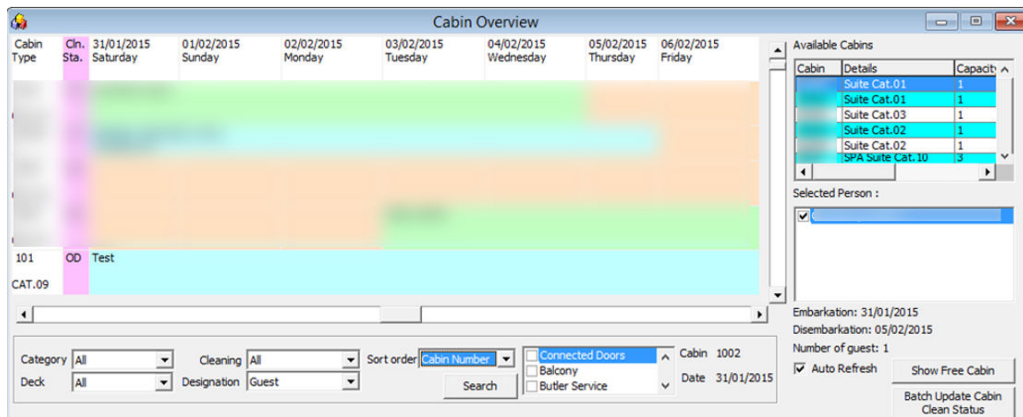 Cabin Overview
Cabin Type Cln. Sta. 31/01/2015 Saturday 01/02/2015 Sunday 02/02/2015 Monday 03/02/2015 Tuesday 04/02/2015 Wednesday 05/02/2015 Thursday 06/02/2015 Friday
101 OD Test
CAT.09
Available Cabins
Cabin Details Capacit
Suite Cat.01 1
Suite Cat.01 1
Suite Cat.03 1
Suite Cat.02 1
Suite Cat.02 1
SPA Suite Cat.10 3
Selected Person :
Embarkation: 31/01/2015
Disembarkation: 05/02/2015
Number of guest: 1
Auto Refresh
Show Free Cabin
Batch Update Cabin
Clean Status
Category All Cleaning All Sort order Cabin Number
Deck All Designation Guest Search
Connected Doors
Balcony
Butler Service
Cabin 1002
Date 31/01/2015